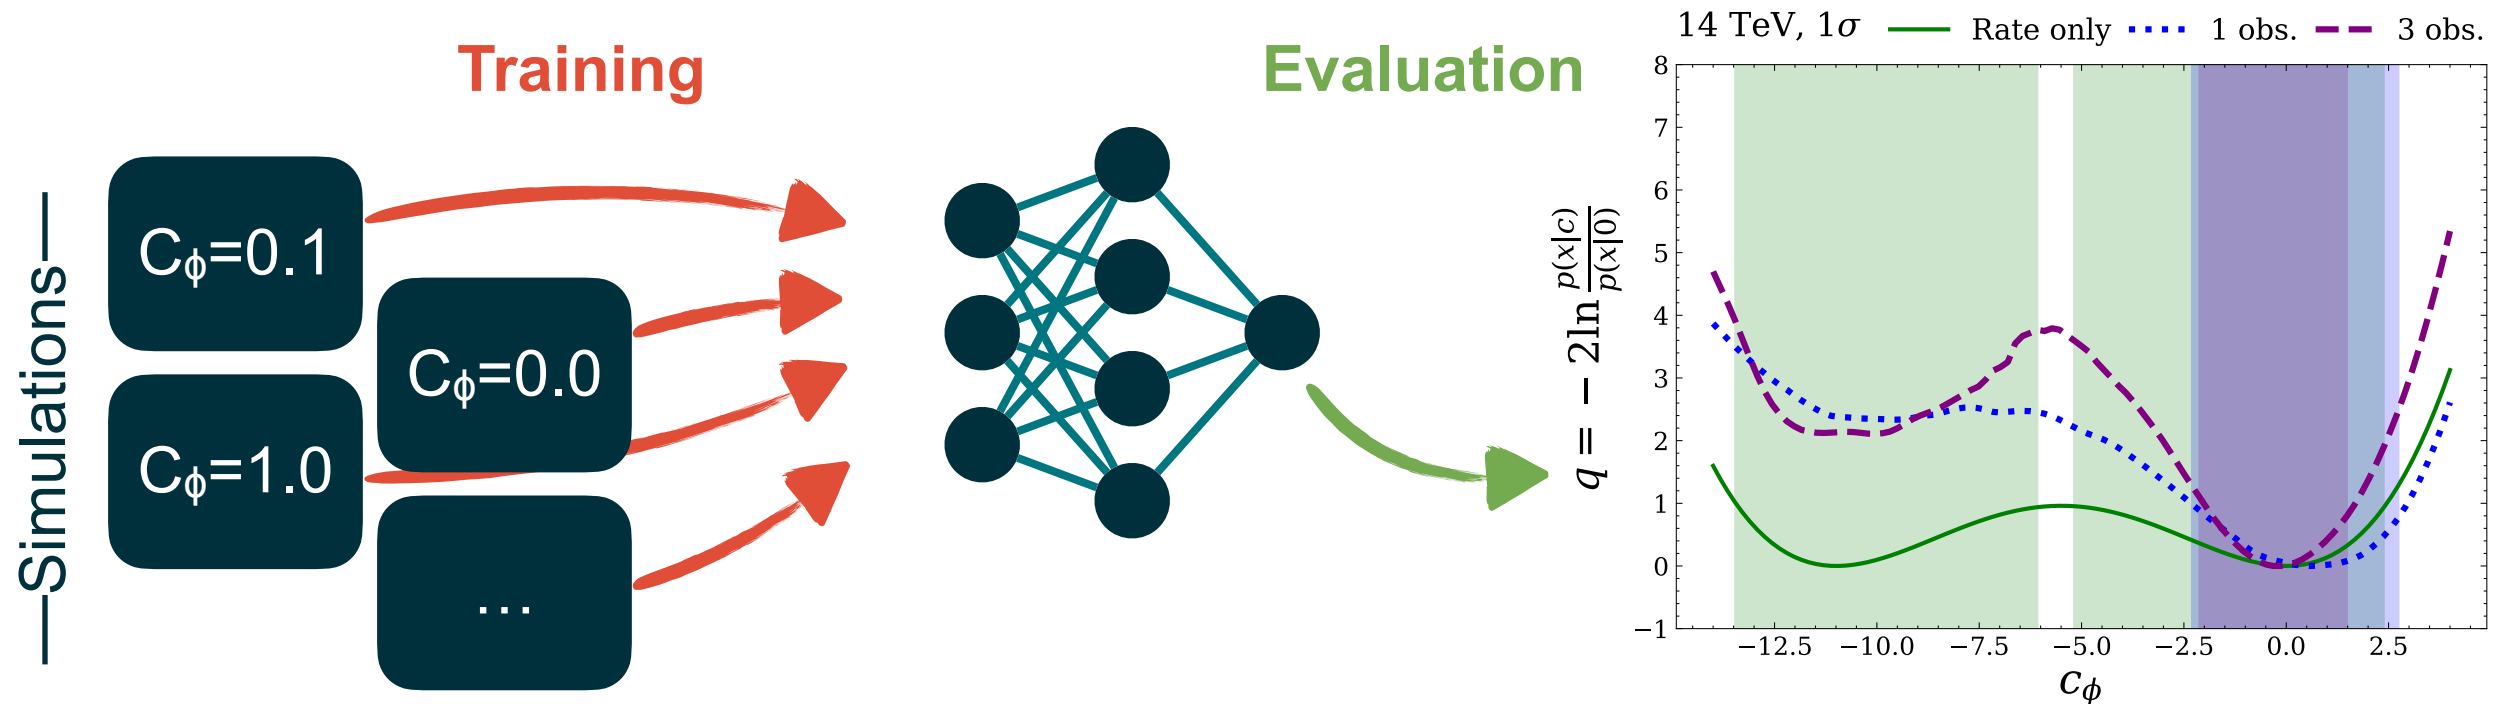 Training
Evaluation
—Simulations—
Cϕ=0.1
Cϕ=0.0
Cϕ=1.0
...
14 TeV, 1σ
Rate only
1 obs.
3 obs.
q = −2ln p(x|c)/p(x|0)
8
7
6
5
4
3
2
1
0
−1
−12.5 −10.0 −7.5 −5.0 −2.5 0.0 2.5
cϕ